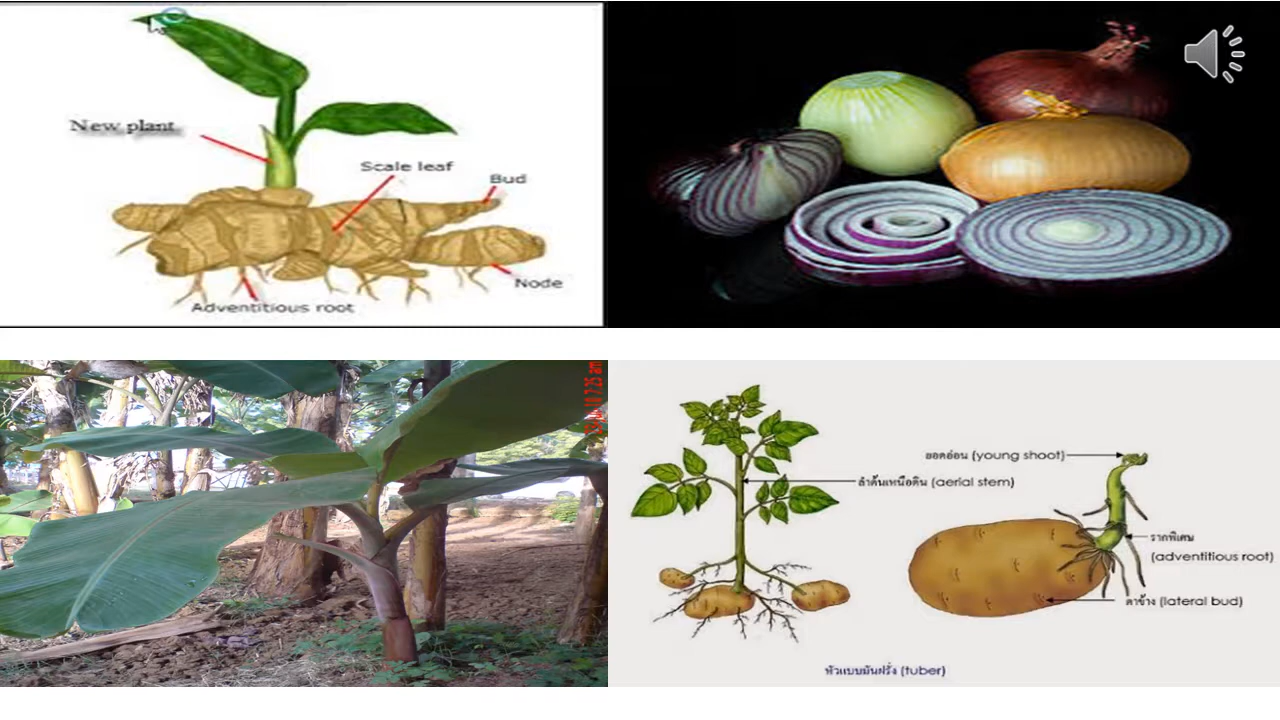 New plant
Scale leaf
Bud
Node
Adventitious root
ยอดอ่อน (young shoot)
ลำต้นเหนือดิน (aerial stem)
รากพิเศษ
(adventitious root)
ตาข้าง (lateral bud)
หัวแบบมันฝรั่ง (tuber)